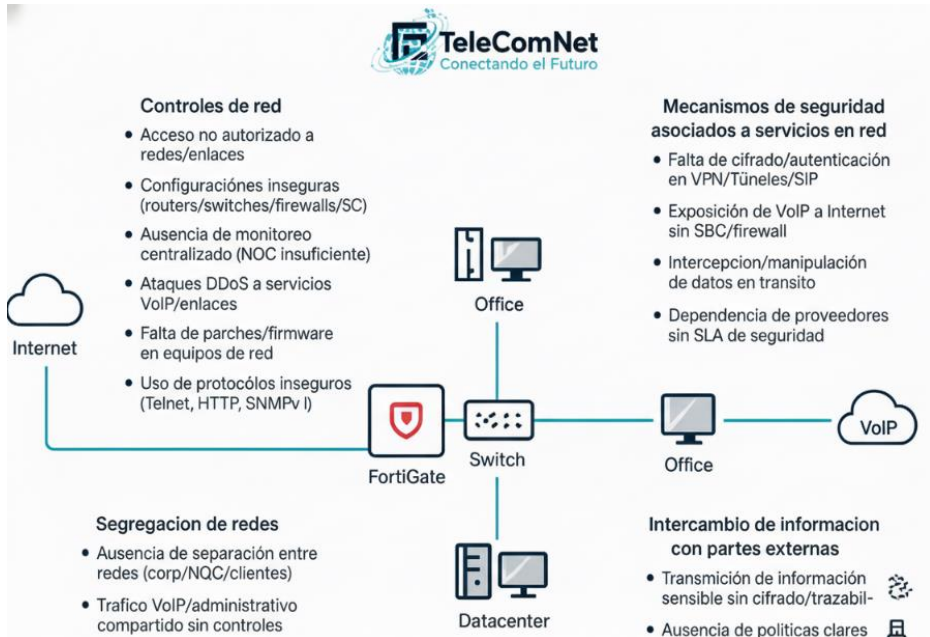 TeleComNet
Conectando el Futuro
Controles de red
• Acceso no autorizado a
redes/enlaces
• Configuraciónes inseguras
(routers/switches/firewalls/SC)
• Ausencia de monitoreo
centralizado (NOC insuficiente)
• Ataques DDoS a servicios
VoIP/enlaces
• Falta de parches/firmware
en equipos de red
• Uso de protocólos inseguros
(Telnet, HTTP, SNMPv I)
Mecanismos de seguridad
asociados a servicios en red
• Falta de cifrado/autenticación
en VPN/Tüneles/SIP
• Exposición de VoIP a Internet
sin SBC/firewall
• Intercepcion/manipulación
de datos en transito
• Dependencia de proveedores
sin SLA de seguridad
Internet
Office
FortiGate
Switch
Office
VoIP
Datacenter
Segregacion de redes
• Ausencia de separación entre
redes (corp/NQC/clientes)
• Trafico VoIP/administrativo
compartido sin controles
Intercambio de informacion
con partes externas
• Transmición de información
sensible sin cifrado/trazabil-
• Ausencia de politicas clares